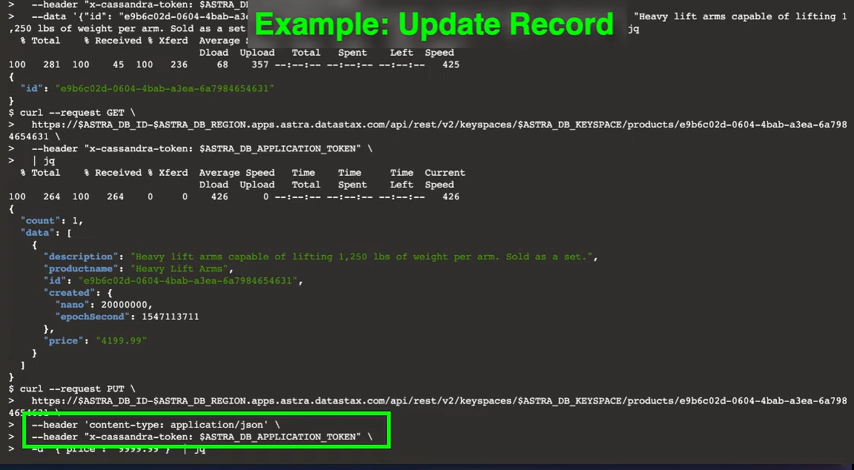 > --header "x-cassandra-token: $ASTRA_DB
> --data '{"id": "e9b6c02d-0604-4bab-a3e "Heavy lift arms capable of lifting 1
,250 lbs of weight per arm. Sold as a set jq
Example: Update Record
% Total % Received % Xferd Average S
Dload Upload Total Spent Left Speed
100 281 100 45 100 236 68 357 --:--:-- --:--:-- --:--:-- 425
{
"id": "e9b6c02d-0604-4bab-a3ea-6a7984654631"
}
$ curl --request GET \
> https://$ASTRA_DB_ID-$ASTRA_DB_REGION.apps.astra.datastax.com/api/rest/v2/keyspaces/$ASTRA_DB_KEYSPACE/products/e9b6c02d-0604-4bab-a3ea-6a798
4654631 \
> --header "x-cassandra-token: $ASTRA_DB_APPLICATION_TOKEN" \
> | jq
% Total % Received % Xferd Average Speed Time Time Time Current
Dload Upload Total Spent Left Speed
100 264 100 264 0 0 426 0 --:--:-- --:--:-- --:--:-- 426
{
"count": 1,
"data": [
{
"description": "Heavy lift arms capable of lifting 1,250 lbs of weight per arm. Sold as a set.",
"productname": "Heavy Lift Arms",
"id": "e9b6c02d-0604-4bab-a3ea-6a7984654631",
"created": {
"nano": 20000000,
"epochSecond": 1547113711
},
"price": "4199.99"
}
]
}
$ curl --request PUT \
> https://$ASTRA_DB_ID-$ASTRA_DB_REGION.apps.astra.datastax.com/api/rest/v2/keyspaces/$ASTRA_DB_KEYSPACE/products/e9b6c02d-0604-4bab-a3ea-6a798
4654631 \
> --header 'content-type: application/json' \
> --header "x-cassandra-token: $ASTRA_DB_APPLICATION_TOKEN" \
> -d '{"price": "9999.99"}' | jq